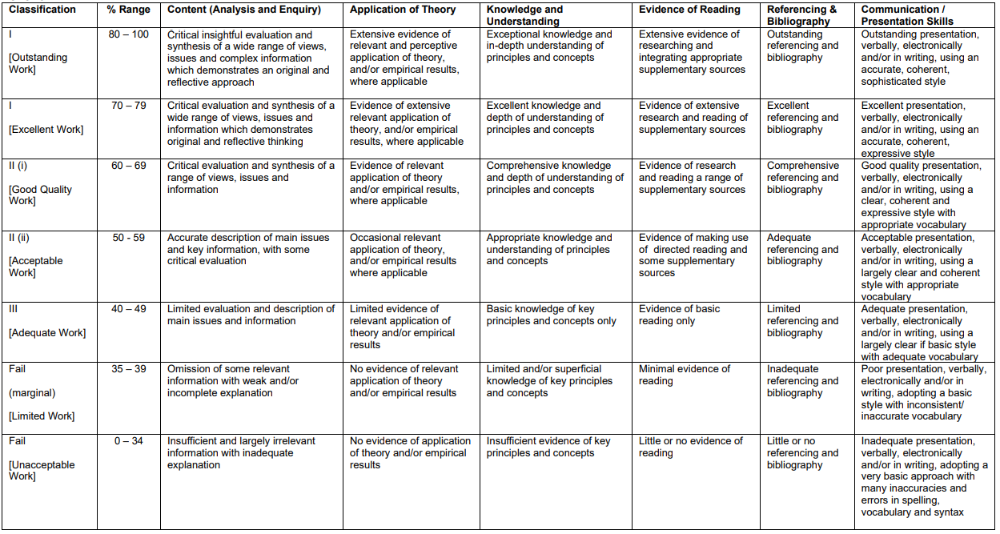 Classification
% Range
Content (Analysis and Enquiry)
Application of Theory
Knowledge and
Understanding
Evidence of Reading
Referencing &
Bibliography
Communication /
Presentation Skills
I
[Outstanding
Work]
80 – 100
Critical insightful evaluation and
synthesis of a wide range of views,
issues and complex information
which demonstrates an original and
reflective approach
Extensive evidence of
relevant and perceptive
application of theory,
and/or empirical results,
where applicable
Exceptional knowledge and
in-depth understanding of
principles and concepts
Extensive evidence of
researching and
integrating appropriate
supplementary sources
Outstanding
referencing and
bibliography
Outstanding presentation,
verbally, electronically
and/or in writing, using an
accurate, coherent,
sophisticated style
I
[Excellent Work]
70 – 79
Critical evaluation and synthesis of a
wide range of views, issues and
information which demonstrates
original and reflective thinking
Evidence of extensive
relevant application of
theory, and/or empirical
results, where applicable
Excellent knowledge and
depth of understanding of
principles and concepts
Evidence of extensive
research and reading of
supplementary sources
Excellent
referencing and
bibliography
Excellent presentation,
verbally, electronically
and/or in writing, using an
accurate, coherent,
expressive style
II (i)
[Good Quality
Work]
60 – 69
Critical evaluation and synthesis of a
range of views, issues and
information
Evidence of relevant
application of theory
and/or empirical results,
where applicable
Comprehensive knowledge
and depth of understanding of
principles and concepts
Evidence of research
and reading a range of
supplementary sources
Comprehensive
referencing and
bibliography
Good quality presentation,
verbally, electronically
and/or in writing, using a
clear, coherent and
expressive style with
appropriate vocabulary
II (ii)
[Acceptable
Work]
50 - 59
Accurate description of main issues
and key information, with some
critical evaluation
Occasional relevant
application of theory,
and/or empirical results
where applicable
Appropriate knowledge and
understanding of principles
and concepts
Evidence of making use
of directed reading and
some supplementary
sources
Adequate
referencing and
bibliography
Acceptable presentation,
verbally, electronically
and/or in writing, using a
largely clear and coherent
style with appropriate
vocabulary
III
[Adequate Work]
40 – 49
Limited evaluation and description of
main issues and information
Limited evidence of
relevant application of
theory and/or empirical
results
Basic knowledge of key
principles and concepts only
Evidence of basic
reading only
Limited
referencing and
bibliography
Adequate presentation,
verbally, electronically
and/or in writing, using a
largely clear if basic style
with adequate vocabulary
Fail
(marginal)
[Limited Work]
35 – 39
Omission of some relevant
information with weak and/or
incomplete explanation
No evidence of relevant
application of theory
and/or empirical results
Limited and/or superficial
knowledge of key principles
and concepts
Minimal evidence of
reading
Inadequate
referencing and
bibliography
Poor presentation, verbally,
electronically and/or in
writing, adopting a basic
style with inconsistent/
inaccurate vocabulary
Fail
[Unacceptable
Work]
0 – 34
Insufficient and largely irrelevant
information with inadequate
explanation
No evidence of application
of theory and/or empirical
results
Insufficient evidence of key
principles and concepts
Little or no evidence of
reading
Little or no
referencing and
bibliography
Inadequate presentation,
verbally, electronically
and/or in writing, adopting a
very basic approach with
many inaccuracies and
errors in spelling,
vocabulary and syntax